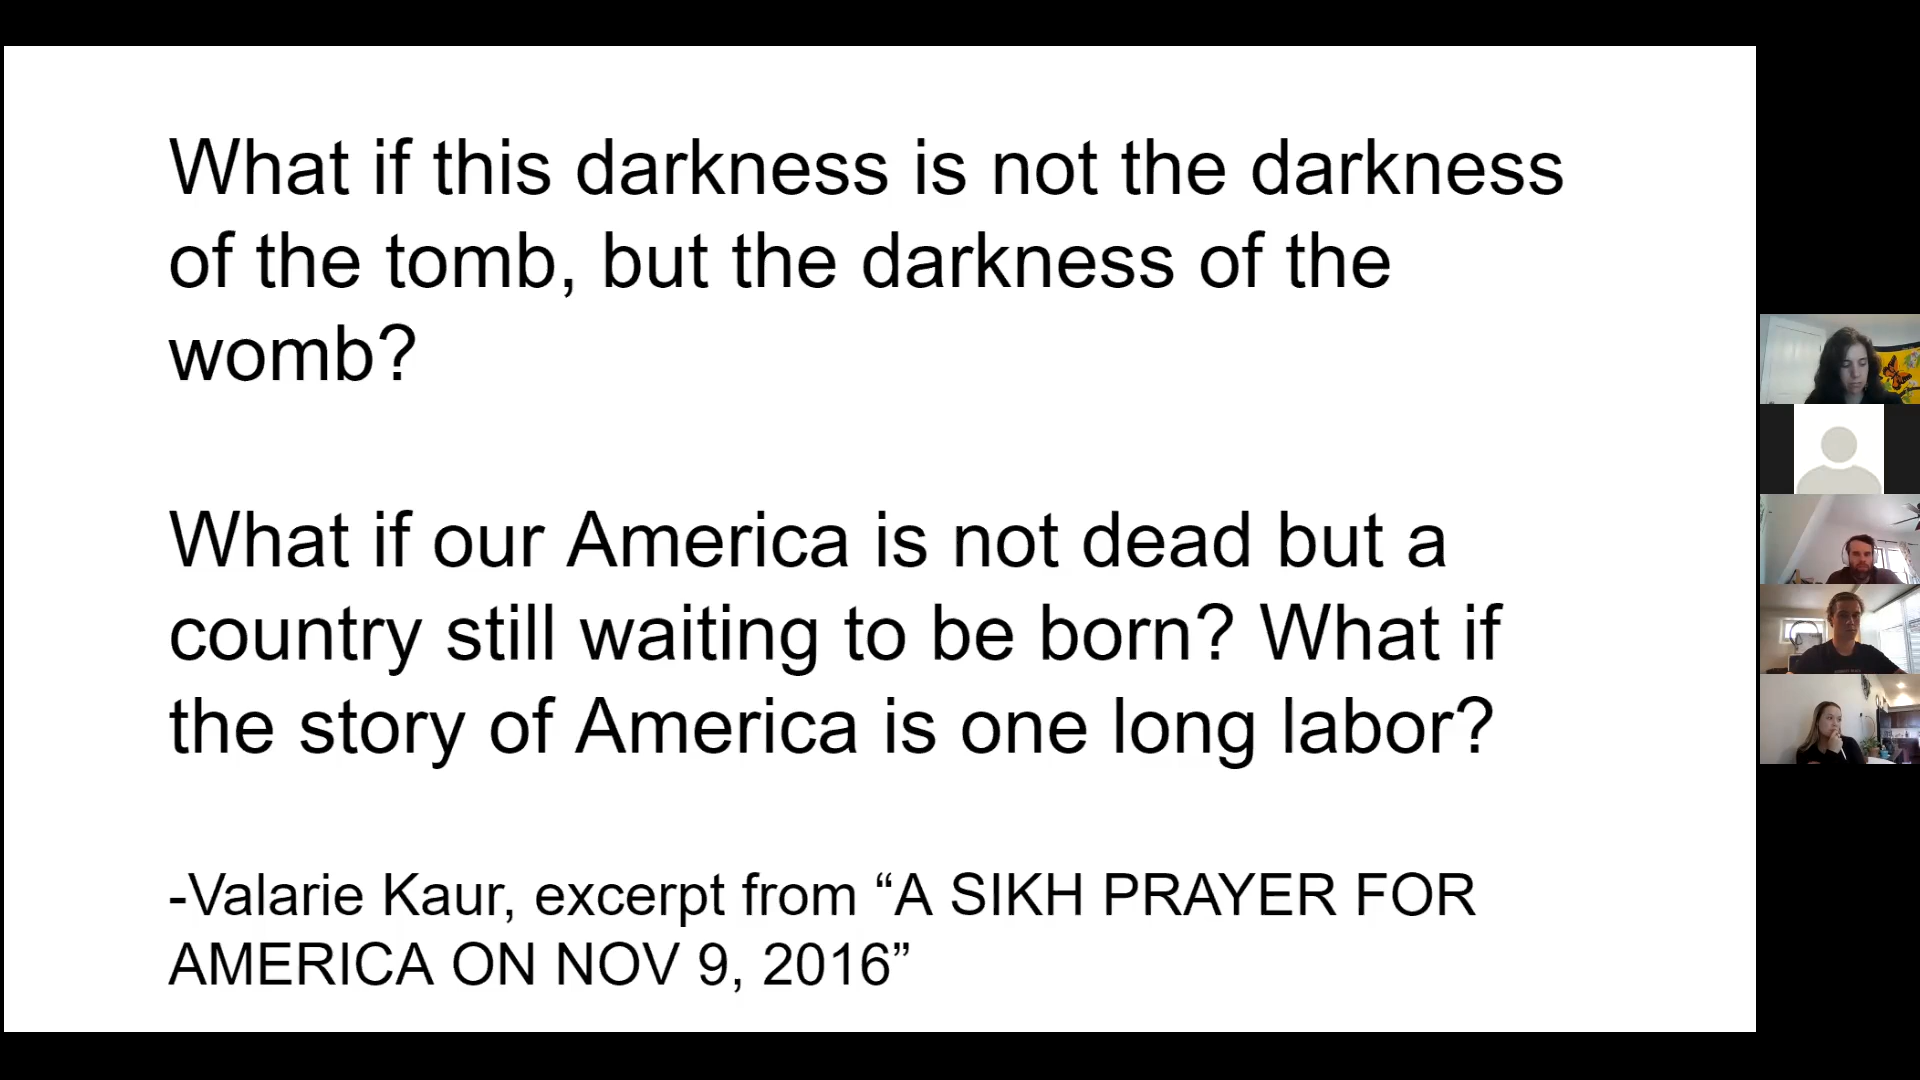 What if this darkness is not the darkness
of the tomb, but the darkness of the
womb?
What if our America is not dead but a
country still waiting to be born? What if
the story of America is one long labor?
-Valarie Kaur, excerpt from “A SIKH PRAYER FOR
AMERICA ON NOV 9, 2016”